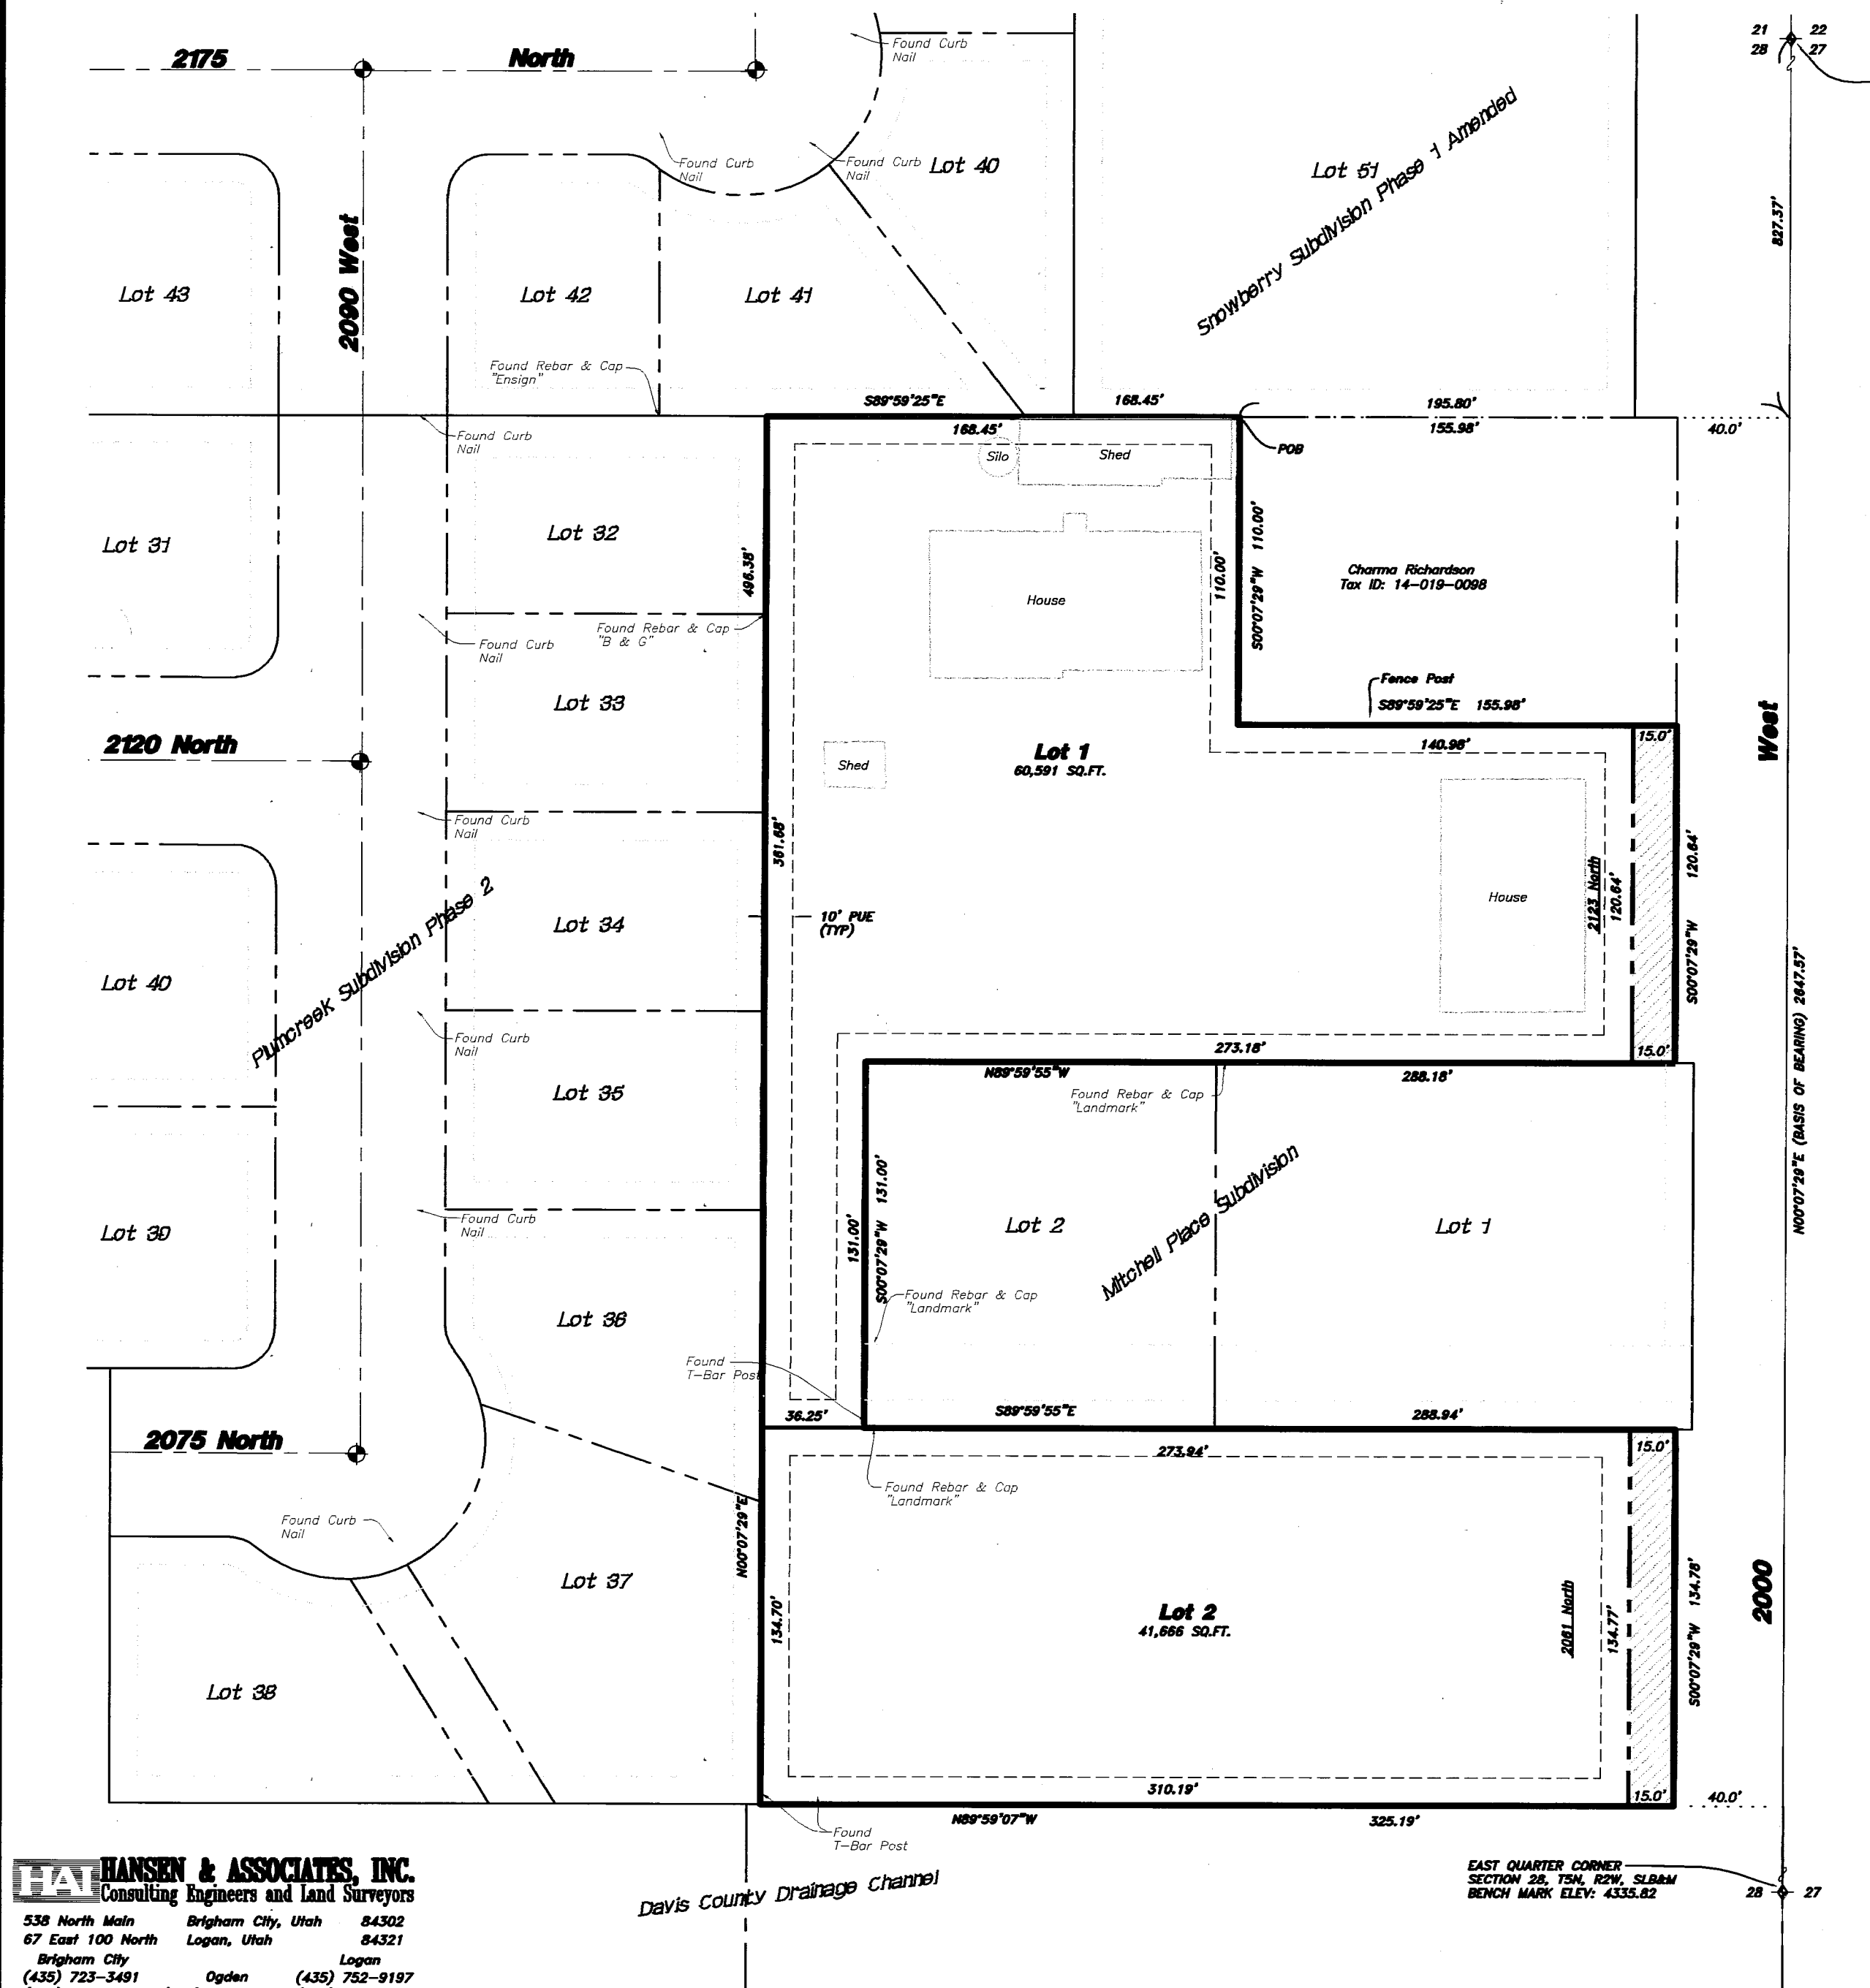 2175 North
Found Curb
Nail
21 22
28 27
Found Curb
Nail
Found Curb
Nail
Lot 40
Lot 51
Snowberry Subdivision Phase 1 Amended
827.37'
2090 West
Lot 43
Lot 42
Lot 41
Found Rebar & Cap
"Ensign"
S89°59'25"E
168.45'
195.80'
168.45'
155.98'
40.0'
Found Curb
Nail
Silo
Shed
POB
Lot 31
Lot 32
496.38'
House
110.00'
S00°07'29"W 110.00'
Charma Richardson
Tax ID: 14-019-0098
Found Rebar & Cap
"B & G"
Found Curb
Nail
Lot 33
Fence Post
S89°59'25"E 155.98'
2120 North
Shed
Lot 1
60,591 SQ.FT.
140.98'
15.0'
West
Found Curb
Nail
361.68'
House
2123 North
120.64'
S00°07'29"W 120.64'
Plumcreek Subdivision Phase 2
Lot 34
10' PUE
(TYP)
Lot 40
N00°07'29"E (BASIS OF BEARING) 2647.57'
Found Curb
Nail
273.18'
15.0'
N89°59'55"W
288.18'
Lot 35
Found Rebar & Cap
"Landmark"
Lot 39
Found Curb
Nail
131.00'
S00°07'29"W 131.00'
Lot 2
Mitchell Place Subdivision
Lot 1
Found Rebar & Cap
"Landmark"
Lot 36
Found
T-Bar Post
36.25'
S89°59'55"E
288.94'
2075 North
273.94'
15.0'
Found Rebar & Cap
"Landmark"
Found Curb
Nail
N00°07'29"E
Lot 37
134.70'
Lot 2
41,666 SQ.FT.
2061 North
134.77'
S00°07'29"W 134.78'
2000
Lot 38
310.19'
15.0'
40.0'
N89°59'07"W
325.19'
Found
T-Bar Post
Davis County Drainage Channel
EAST QUARTER CORNER
SECTION 28, T5N, R2W, SLB&M
BENCH MARK ELEV: 4335.82
28 27
HAI HANSEN & ASSOCIATES, INC.
Consulting Engineers and Land Surveyors
538 North Main Brigham City, Utah 84302
67 East 100 North Logan, Utah 84321
Brigham City Logan
(435) 723-3491 Ogden (435) 752-9197